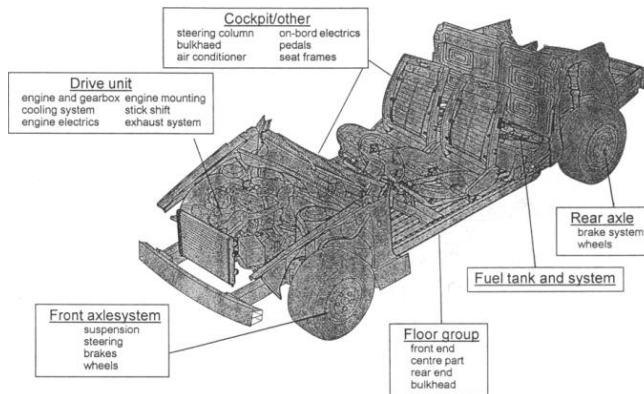 Cockpit/other
steering column on-bord electrics
bulkhaed pedals
air conditioner seat frames
Drive unit
engine and gearbox engine mounting
cooling system stick shift
engine electrics exhaust system
Rear axle
brake system
wheels
Fuel tank and system
Front axlesystem
suspension
steering
brakes
wheels
Floor group
front end
centre part
rear end
bulkhead